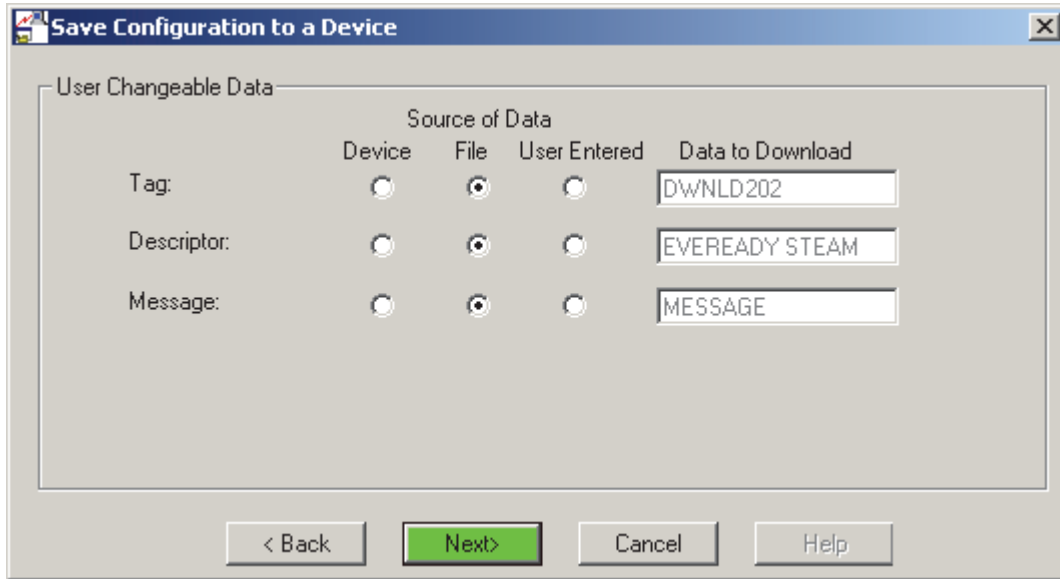 Save Configuration to a Device
User Changeable Data
Source of Data
Device File User Entered Data to Download
Tag: DWNLD202
Descriptor: EVEREADY STEAM
Message: MESSAGE
< Back Next> Cancel Help